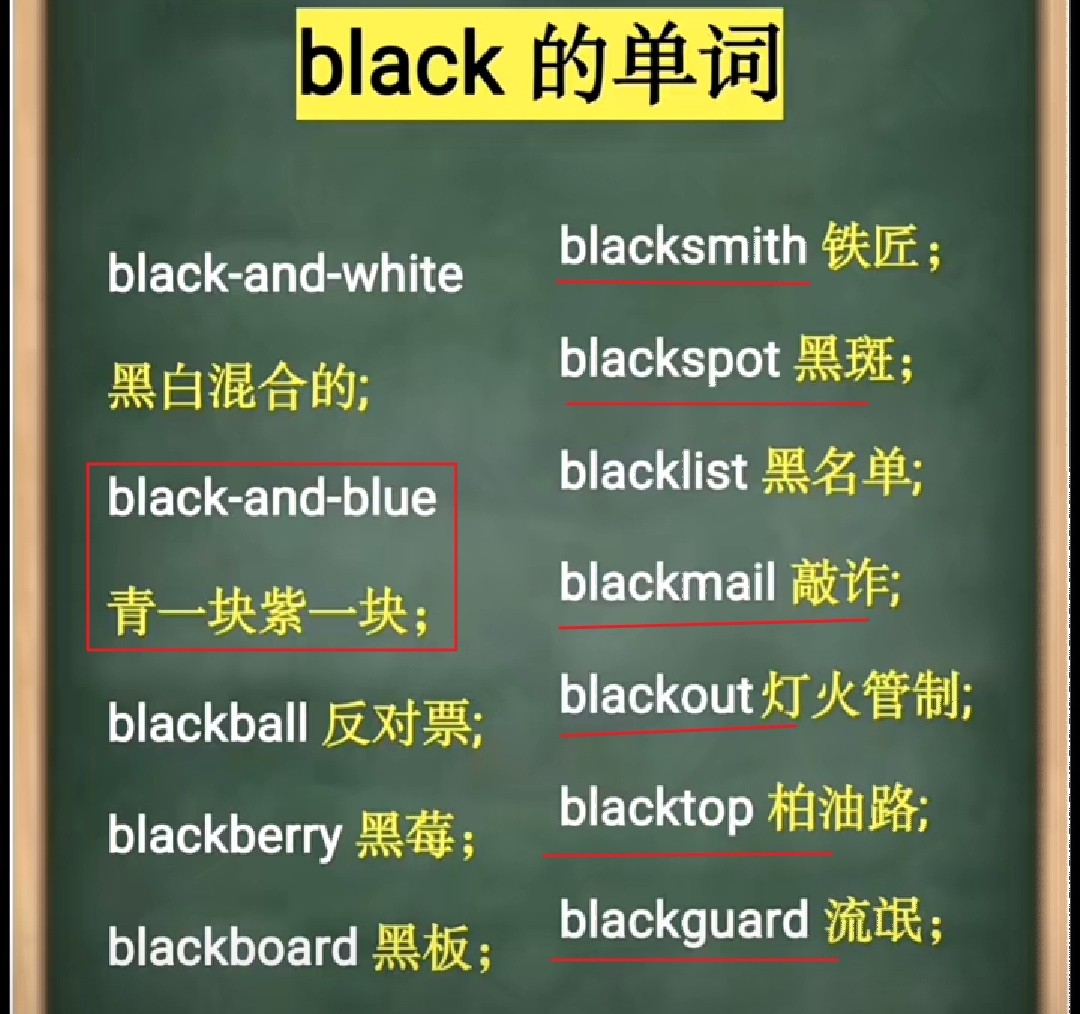 black 的单词
black-and-white
黑白混合的;
black-and-blue
青一块紫一块；
blackball 反对票;
blackberry 黑莓；
blackboard 黑板；
blacksmith 铁匠；
blackspot 黑斑；
blacklist 黑名单;
blackmail 敲诈;
blackout 灯火管制;
blacktop 柏油路;
blackguard 流氓；